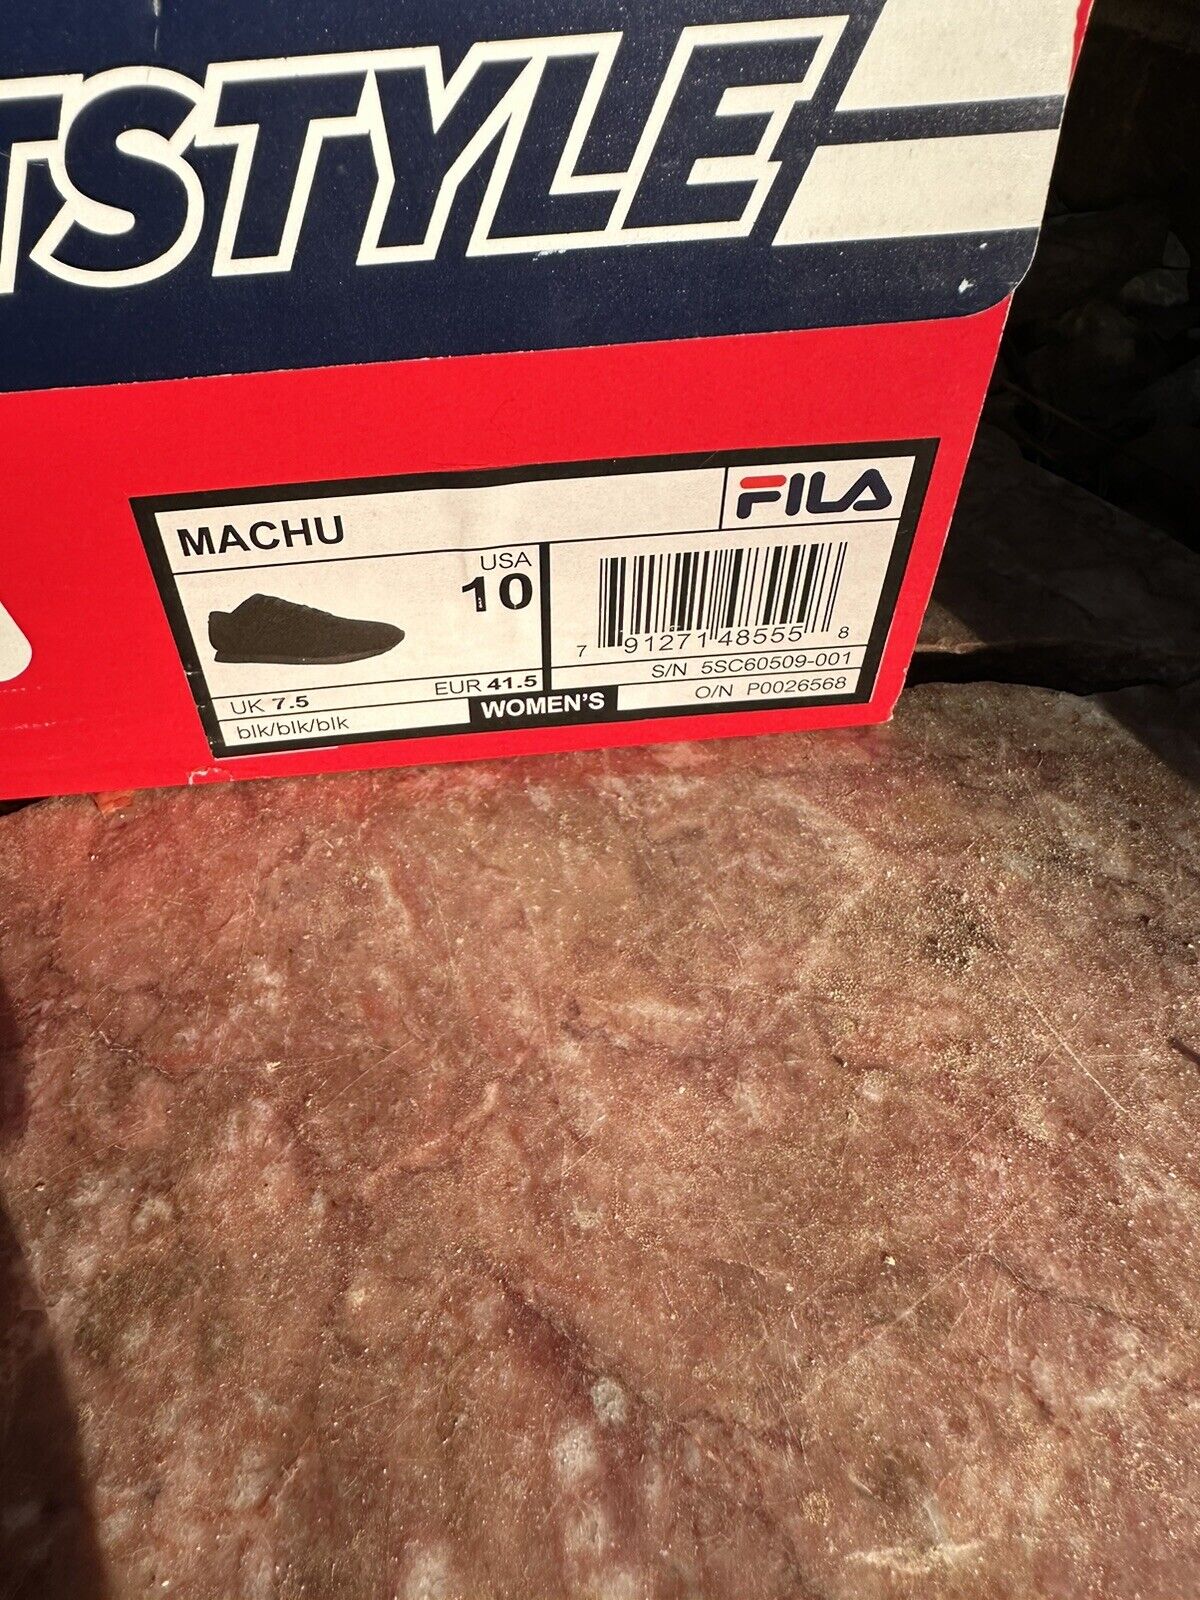 TSTYLE
MACHU
FILA
USA
10
UK 7.5
EUR 41.5
blk/blk/blk
WOMEN'S
7 91271 48555 8
S/N 5SC60509-001
O/N P0026568